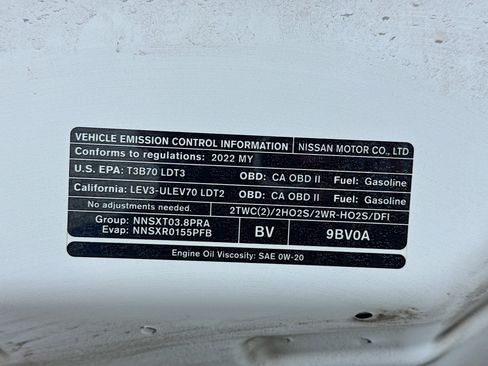 VEHICLE EMISSION CONTROL INFORMATION NISSAN MOTOR CO., LTD
Conforms to regulations: 2022 MY
U.S. EPA: T3B70 LDT3 OBD: CA OBD II Fuel: Gasoline
California: LEV3-ULEV70 LDT2 OBD: CA OBD II Fuel: Gasoline
No adjustments needed. 2TWC(2)/2HO2S/2WR-HO2S/DFI
Group: NNSXT03.8PRA
Evap: NNSXR0155PFB
BV 9BV0A
Engine Oil Viscosity: SAE 0W-20